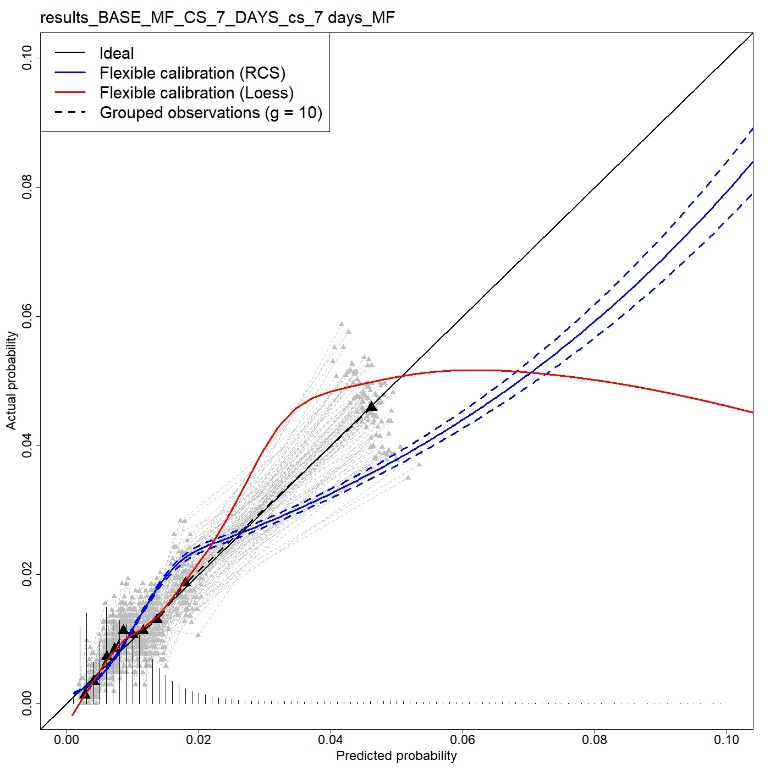 results_BASE_MF_CS_7_DAYS_cs_7 days_MF
Ideal
Flexible calibration (RCS)
Flexible calibration (Loess)
Grouped observations (g = 10)
Actual probability
0.10
0.08
0.06
0.04
0.02
0.00
0.00 0.02 0.04 0.06 0.08 0.10
Predicted probability